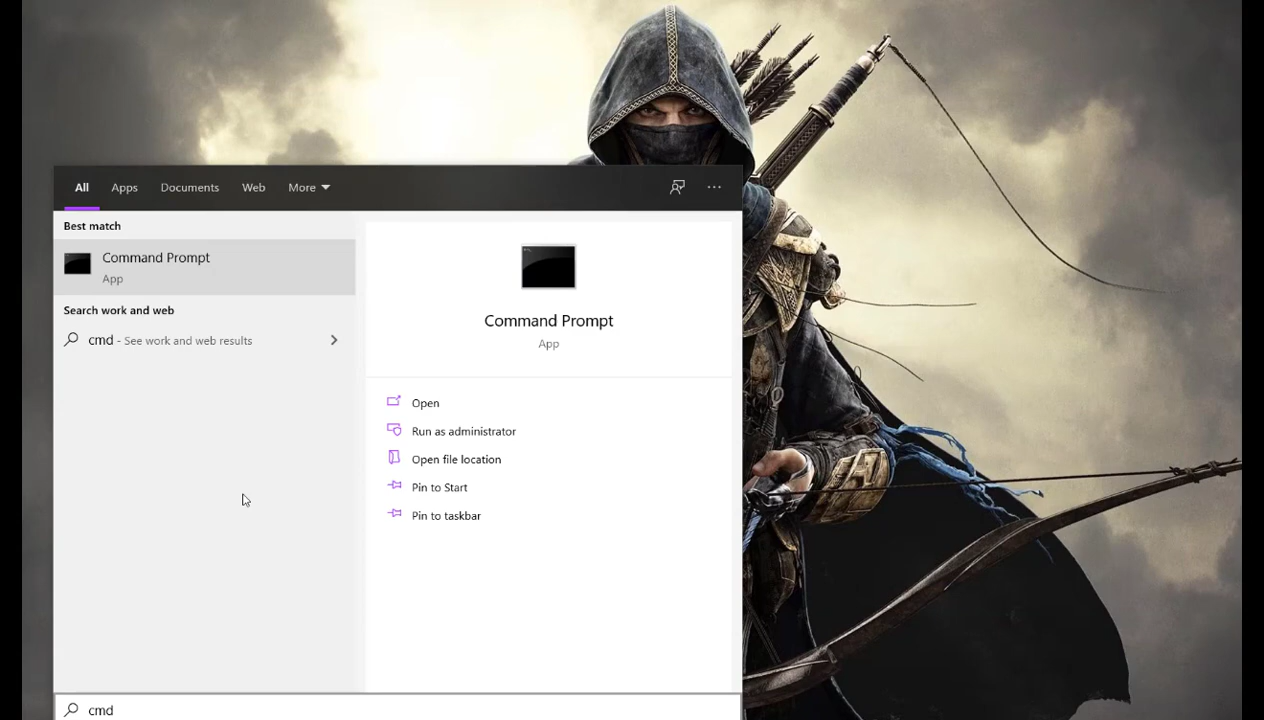 All Apps Documents Web More
Best match
Command Prompt
App
Search work and web
cmd - See work and web results
Command Prompt
App
Open
Run as administrator
Open file location
Pin to Start
Pin to taskbar
cmd